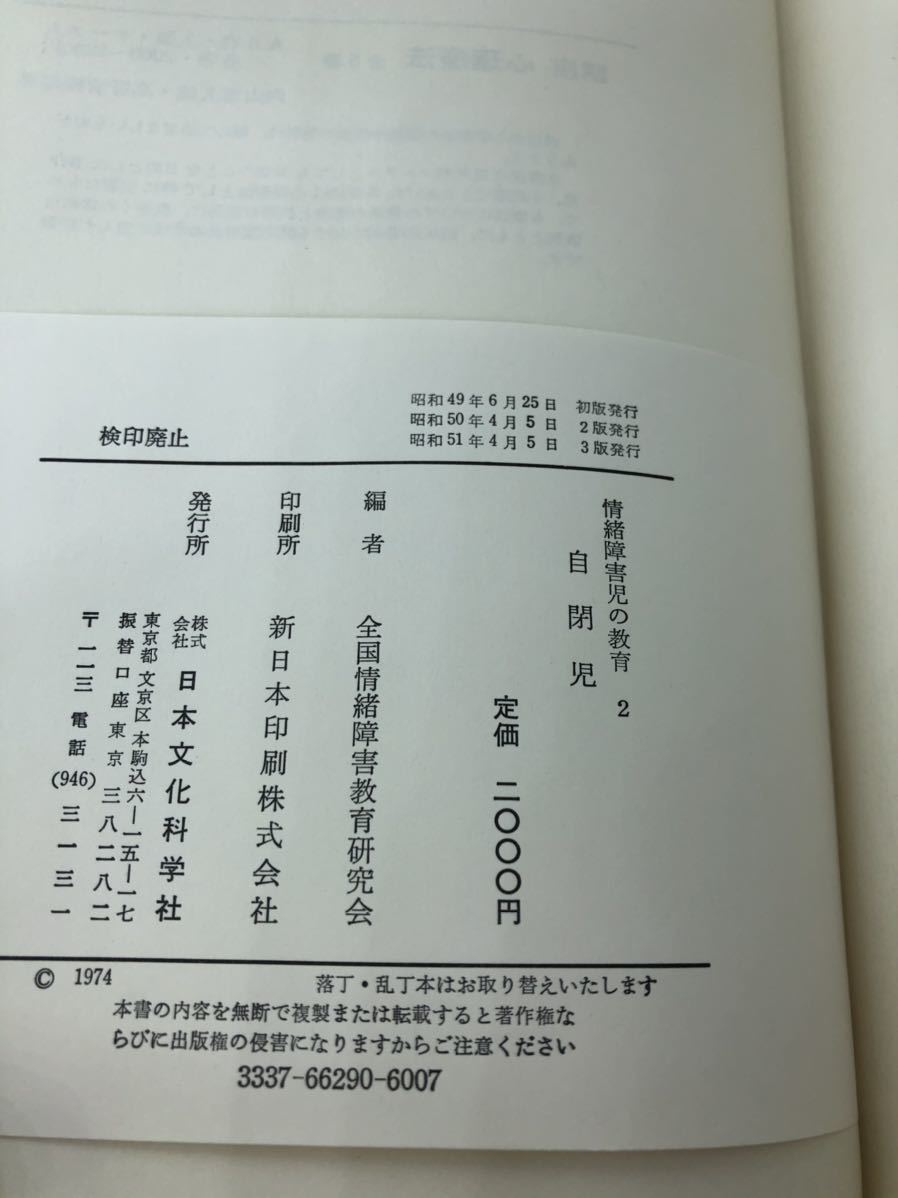 昭和49年6月25日 初版発行
昭和50年4月5日 2版発行
昭和51年4月5日 3版発行
検印廃止
情緒障害児の教育 2
自閉児
定価 二〇〇〇円
編者 全国情緒障害教育研究会
印刷所 新日本印刷株式会社
発行所 株式会社 日本文化科学社
東京都文京区本駒込六―一五―一七
振替口座東京 三八二八二
〒一一三 電話(946)三一三一
© 1974 落丁・乱丁本はお取り替えいたします
本書の内容を無断で複製または転載すると著作権な
らびに出版権の侵害になりますからご注意ください
3337-66290-6007